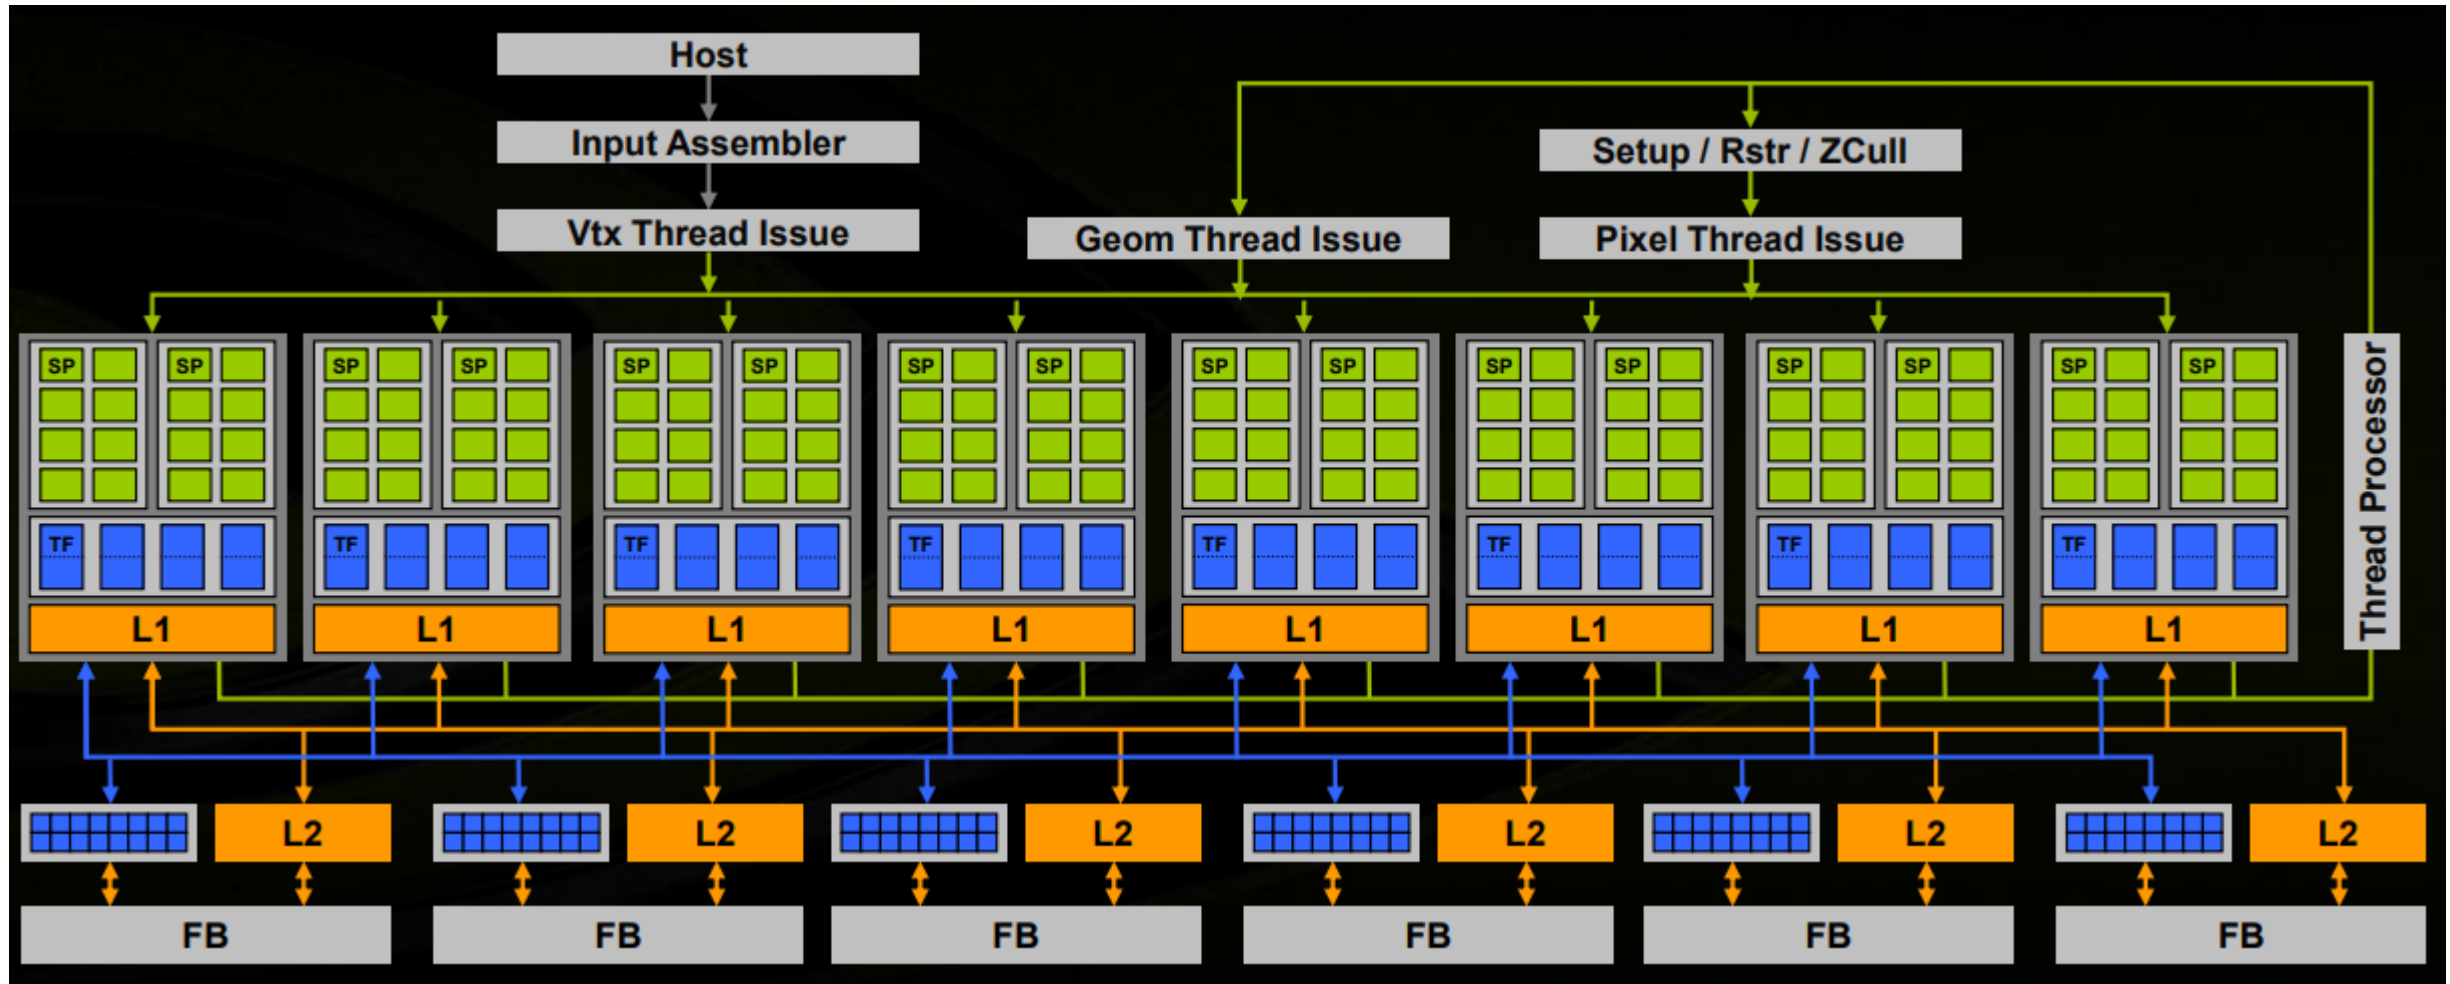 Host
Input Assembler
Setup / Rstr / ZCull
Vtx Thread Issue
Geom Thread Issue
Pixel Thread Issue
SP SP SP SP SP SP SP SP SP SP SP SP SP SP SP SP
TF TF TF TF TF TF TF TF
L1 L1 L1 L1 L1 L1 L1 L1
Thread Processor
L2 L2 L2 L2 L2 L2
FB FB FB FB FB FB